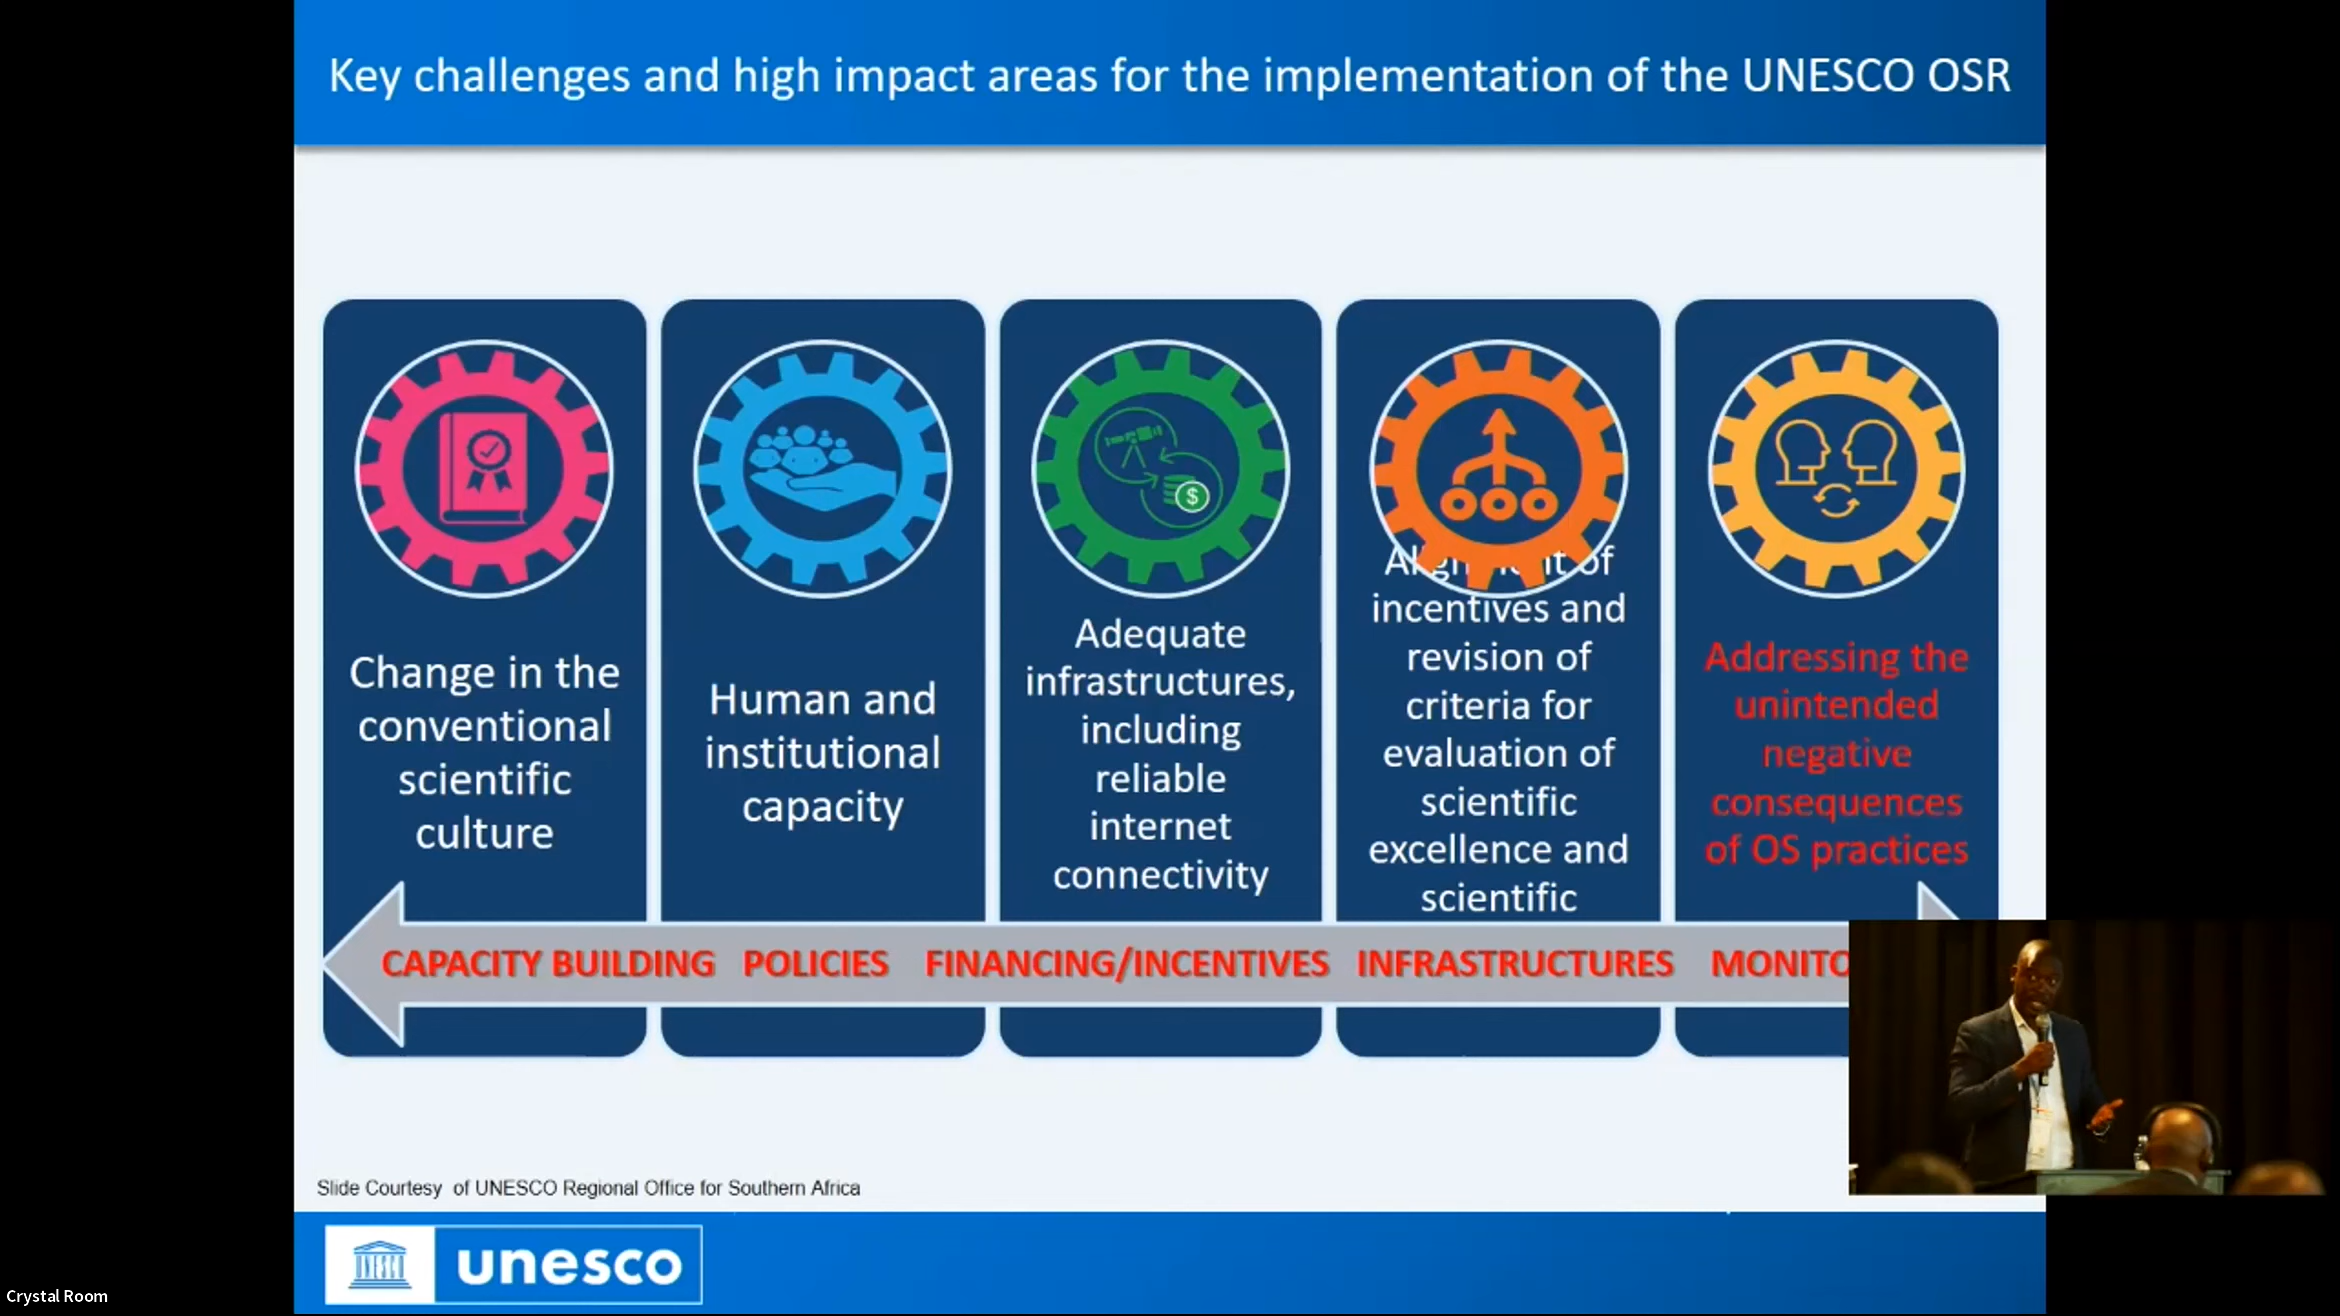 Key challenges and high impact areas for the implementation of the UNESCO OSR
Change in the
conventional
scientific
culture
Human and
institutional
capacity
$
Adequate
infrastructures,
including
reliable
internet
connectivity
of
incentives and
revision of
criteria for
evaluation of
scientific
excellence and
scientific
Addressing the
unintended
negative
consequences
of OS practices
CAPACITY BUILDING POLICIES FINANCING/INCENTIVES INFRASTRUCTURES MONITO
Slide Courtesy of UNESCO Regional Office for Southern Africa
UNESCO
unesco
Crystal Room